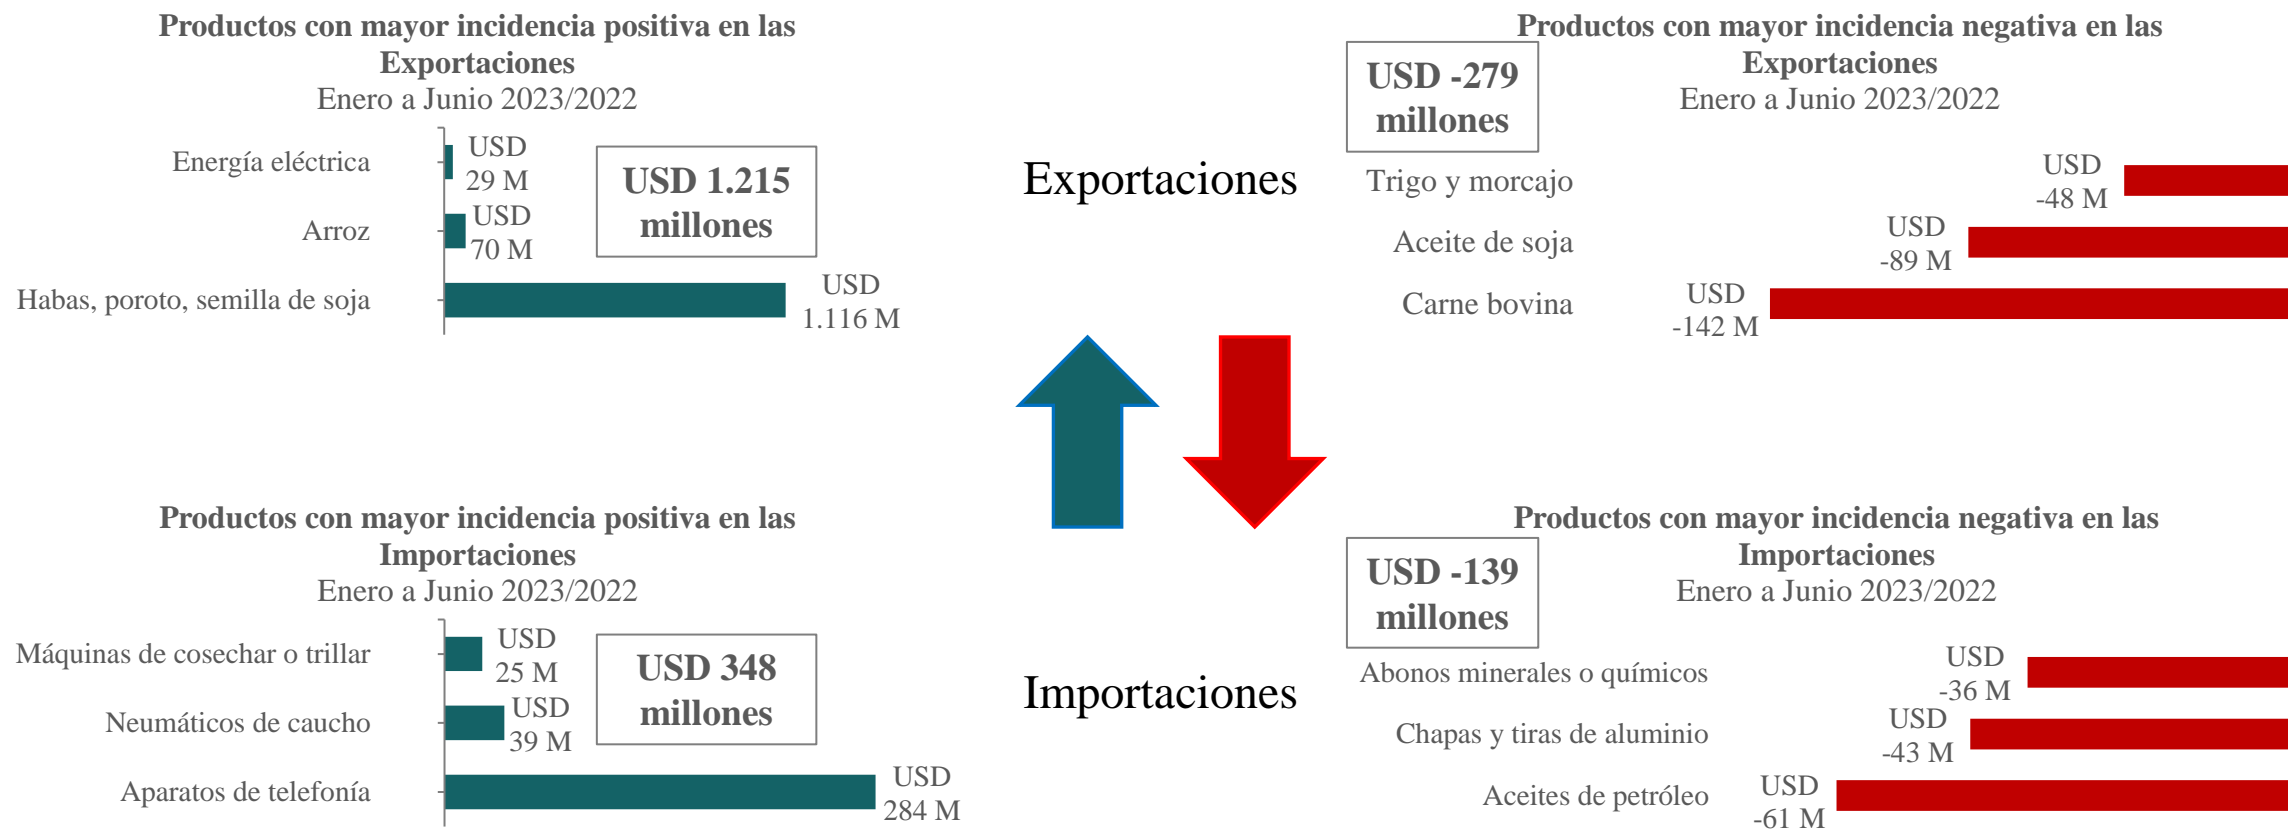 Productos con mayor incidencia positiva en las
Exportaciones
Enero a Junio 2023/2022
Energía eléctrica
USD
29 M
Arroz
USD
70 M
Habas, poroto, semilla de soja
USD
1.116 M
USD 1.215
millones
Exportaciones
Productos con mayor incidencia negativa en las
Exportaciones
Enero a Junio 2023/2022
USD -279
millones
Trigo y morcajo
USD
-48 M
Aceite de soja
USD
-89 M
Carne bovina
USD
-142 M
Productos con mayor incidencia positiva en las
Importaciones
Enero a Junio 2023/2022
Máquinas de cosechar o trillar
USD
25 M
Neumáticos de caucho
USD
39 M
Aparatos de telefonía
USD
284 M
USD 348
millones
Importaciones
Productos con mayor incidencia negativa en las
Importaciones
Enero a Junio 2023/2022
USD -139
millones
Abonos minerales o químicos
USD
-36 M
Chapas y tiras de aluminio
USD
-43 M
Aceites de petróleo
USD
-61 M